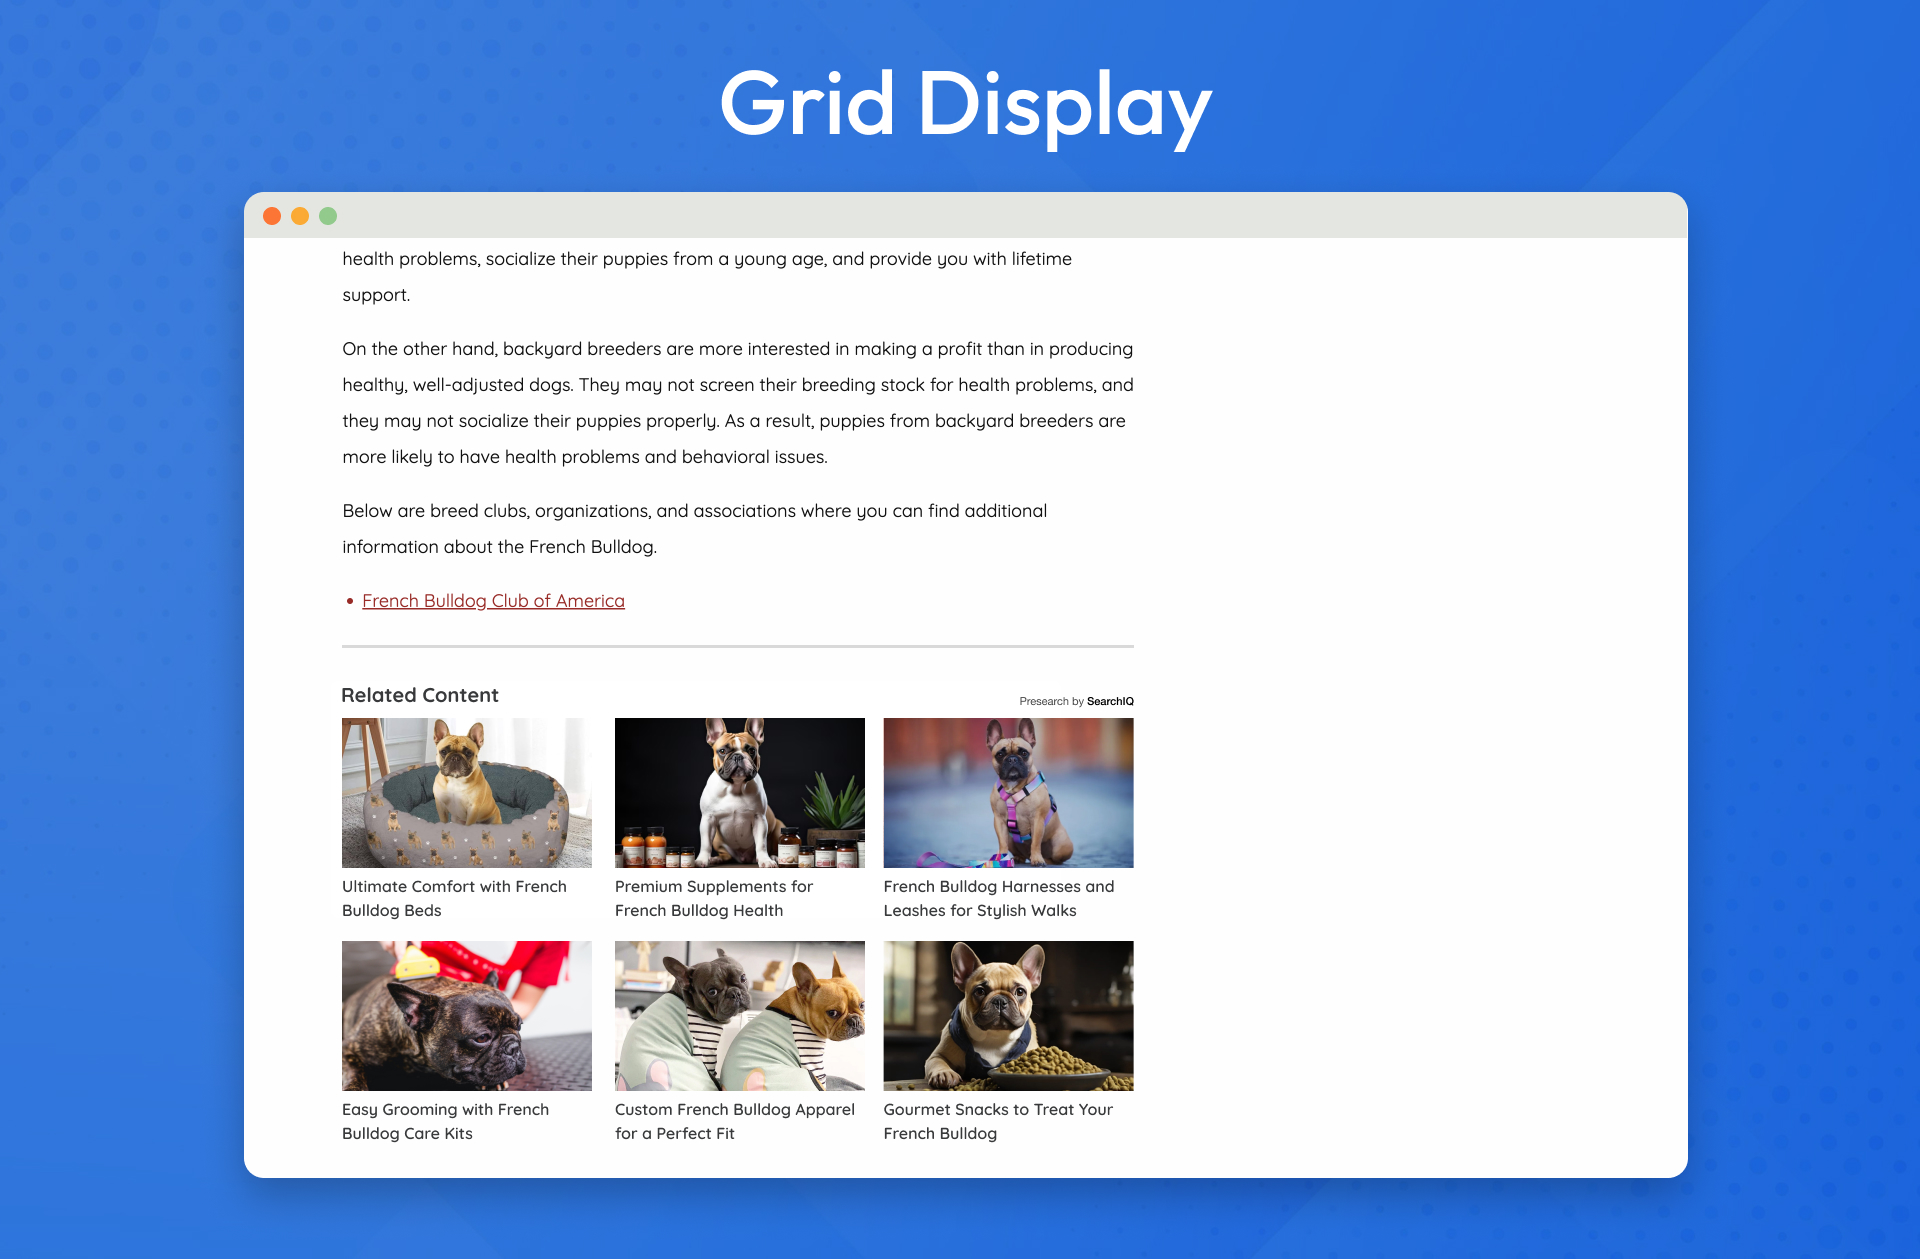 Grid Display
health problems, socialize their puppies from a young age, and provide you with lifetime
support.
On the other hand, backyard breeders are more interested in making a profit than in producing
healthy, well-adjusted dogs. They may not screen their breeding stock for health problems, and
they may not socialize their puppies properly. As a result, puppies from backyard breeders are
more likely to have health problems and behavioral issues.
Below are breed clubs, organizations, and associations where you can find additional
information about the French Bulldog.
• French Bulldog Club of America
Related Content
Presearch by SearchIQ
Ultimate Comfort with French
Bulldog Beds
Premium Supplements for
French Bulldog Health
French Bulldog Harnesses and
Leashes for Stylish Walks
Easy Grooming with French
Bulldog Care Kits
Custom French Bulldog Apparel
for a Perfect Fit
Gourmet Snacks to Treat Your
French Bulldog